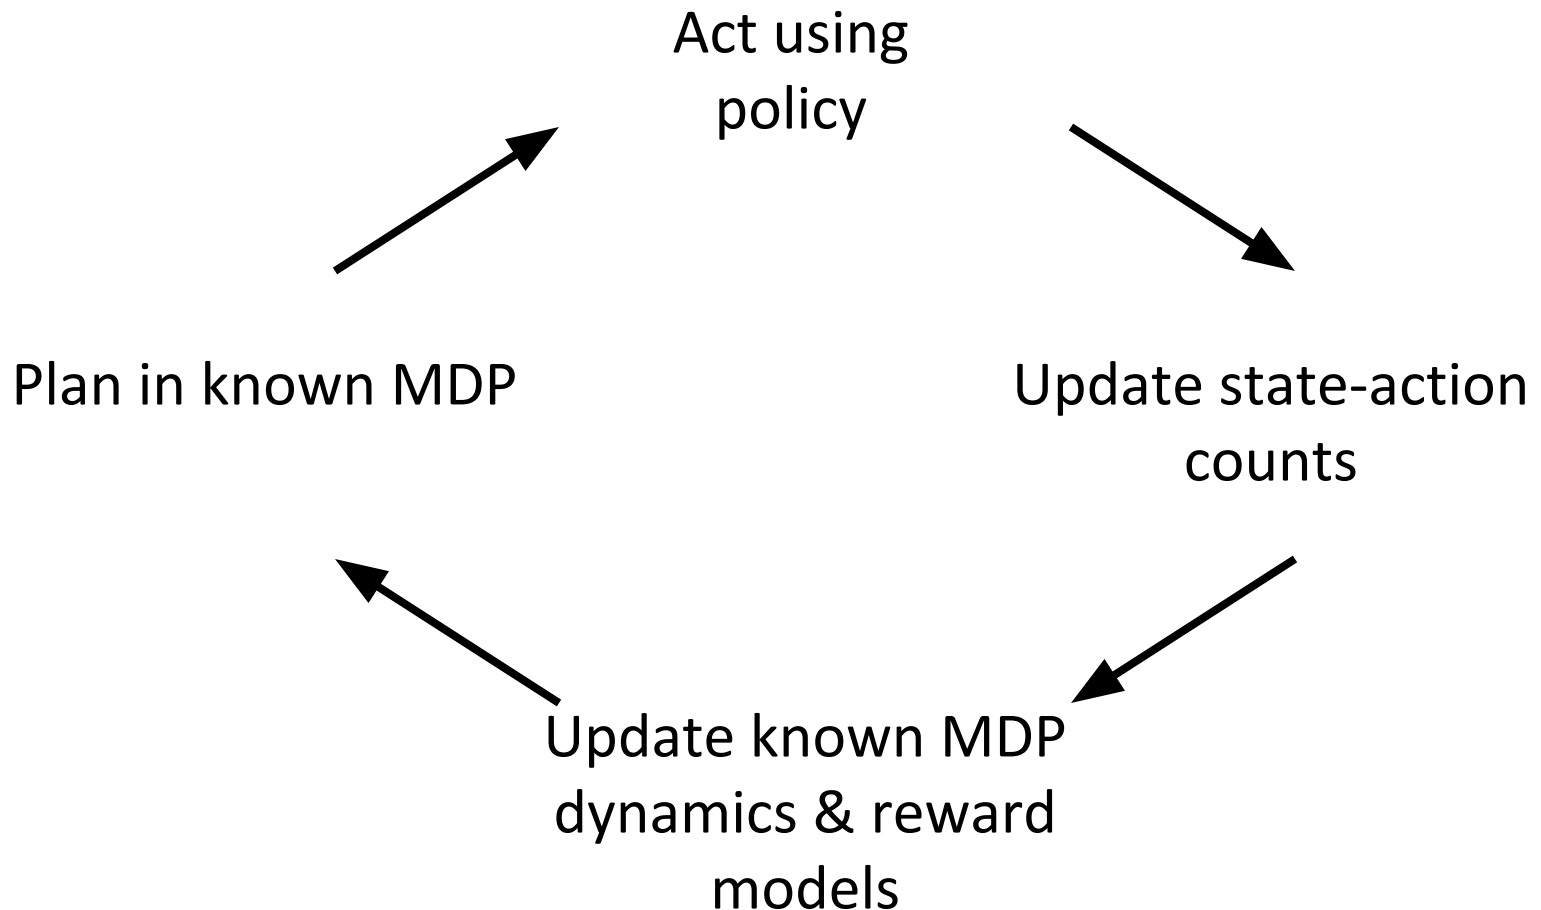 Act using
policy
Plan in known MDP
Update state-action
counts
Update known MDP
dynamics & reward
models